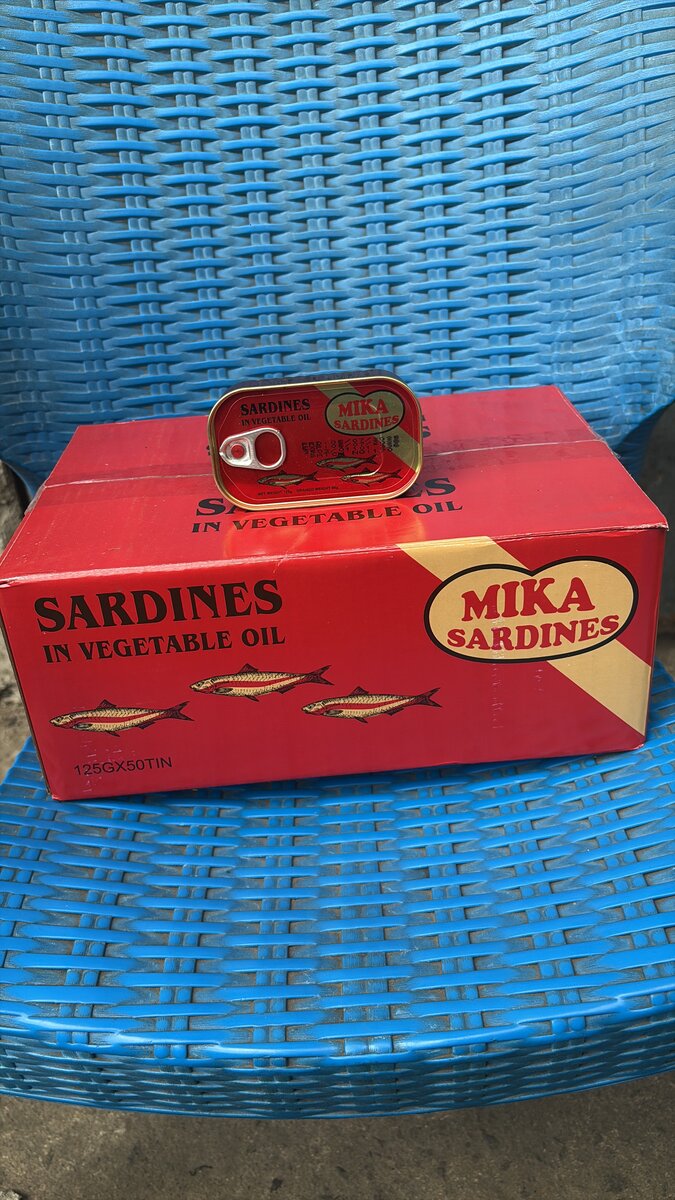 SARDINES
IN VEGETABLE OIL
MIKA
SARDINES
SARDINES
IN VEGETABLE OIL
SARDINES
IN VEGETABLE OIL
MIKA
SARDINES
125GX50TIN